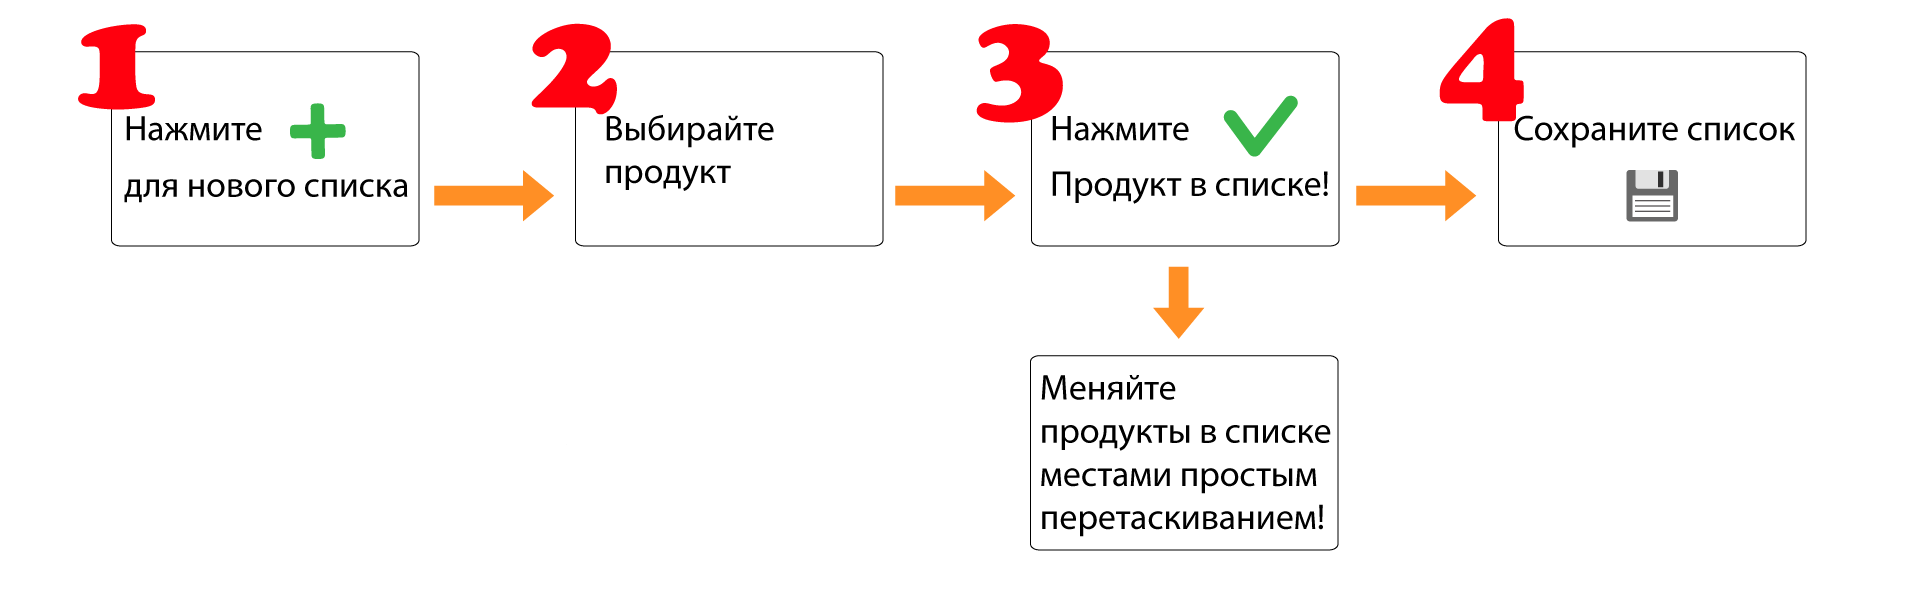 1
Нажмите
для нового списка
2
Выбирайте
продукт
3
Нажмите
Продукт в списке!
4
Сохраните список
Меняйте
продукты в списке
местами простым
перетаскиванием!